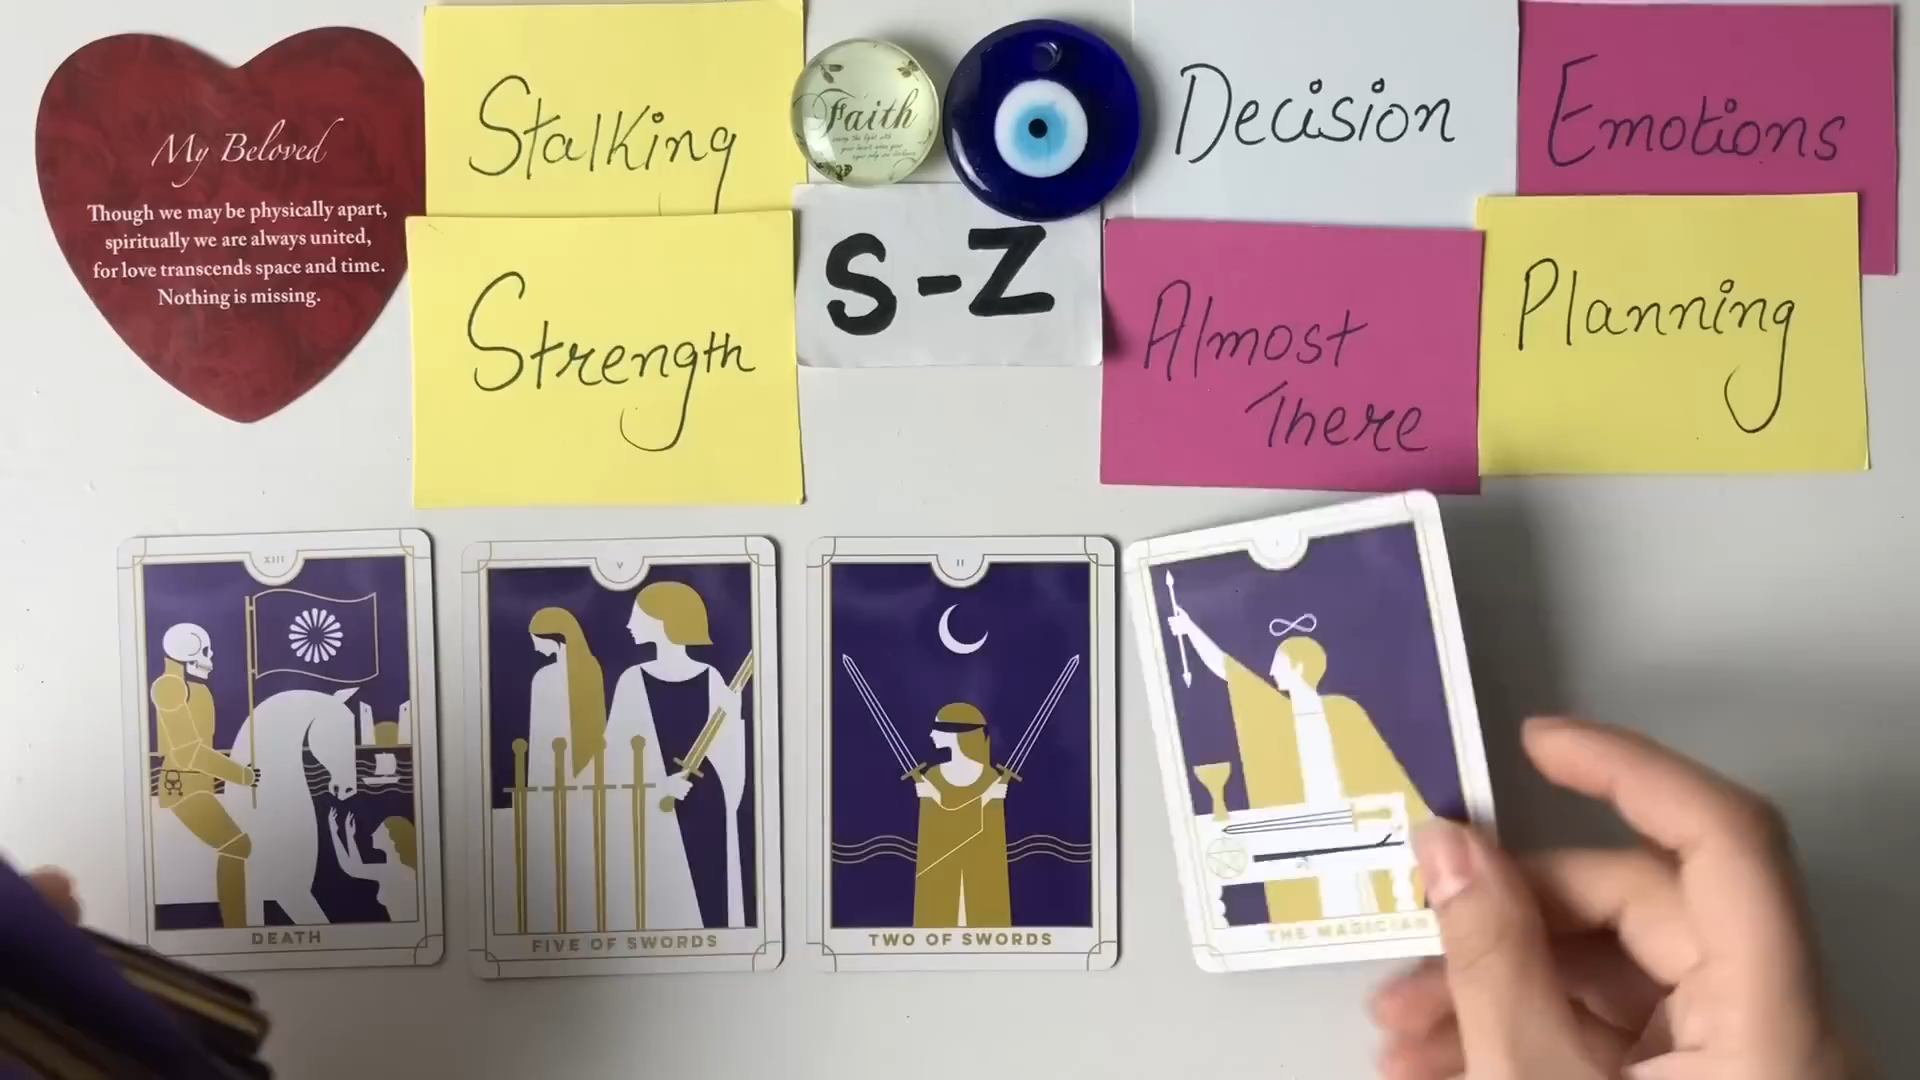 My Beloved
Though we may be physically apart,
spiritually we are always united,
for love transcends space and time.
Nothing is missing.
Stalking
Strength
Faith
S-Z
Decision
Emotions
Almost
There
Planning
XIII
DEATH
V
FIVE OF SWORDS
II
TWO OF SWORDS
I
THE MAGICIAN